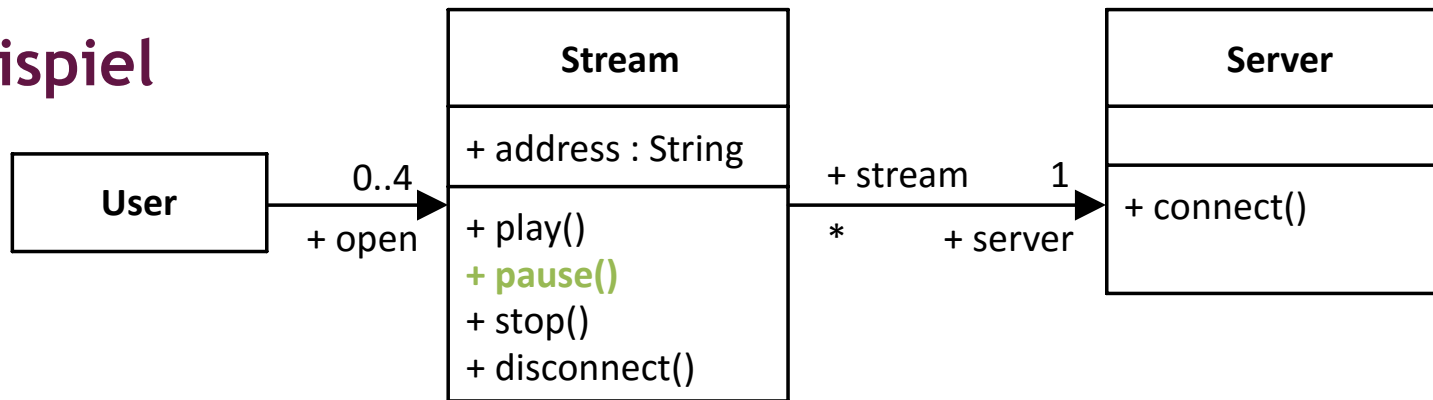 ispiel
User
0..4
+ open
Stream
+ address : String
+ play()
+ pause()
+ stop()
+ disconnect()
+ stream
1
*
+ server
Server
+ connect()